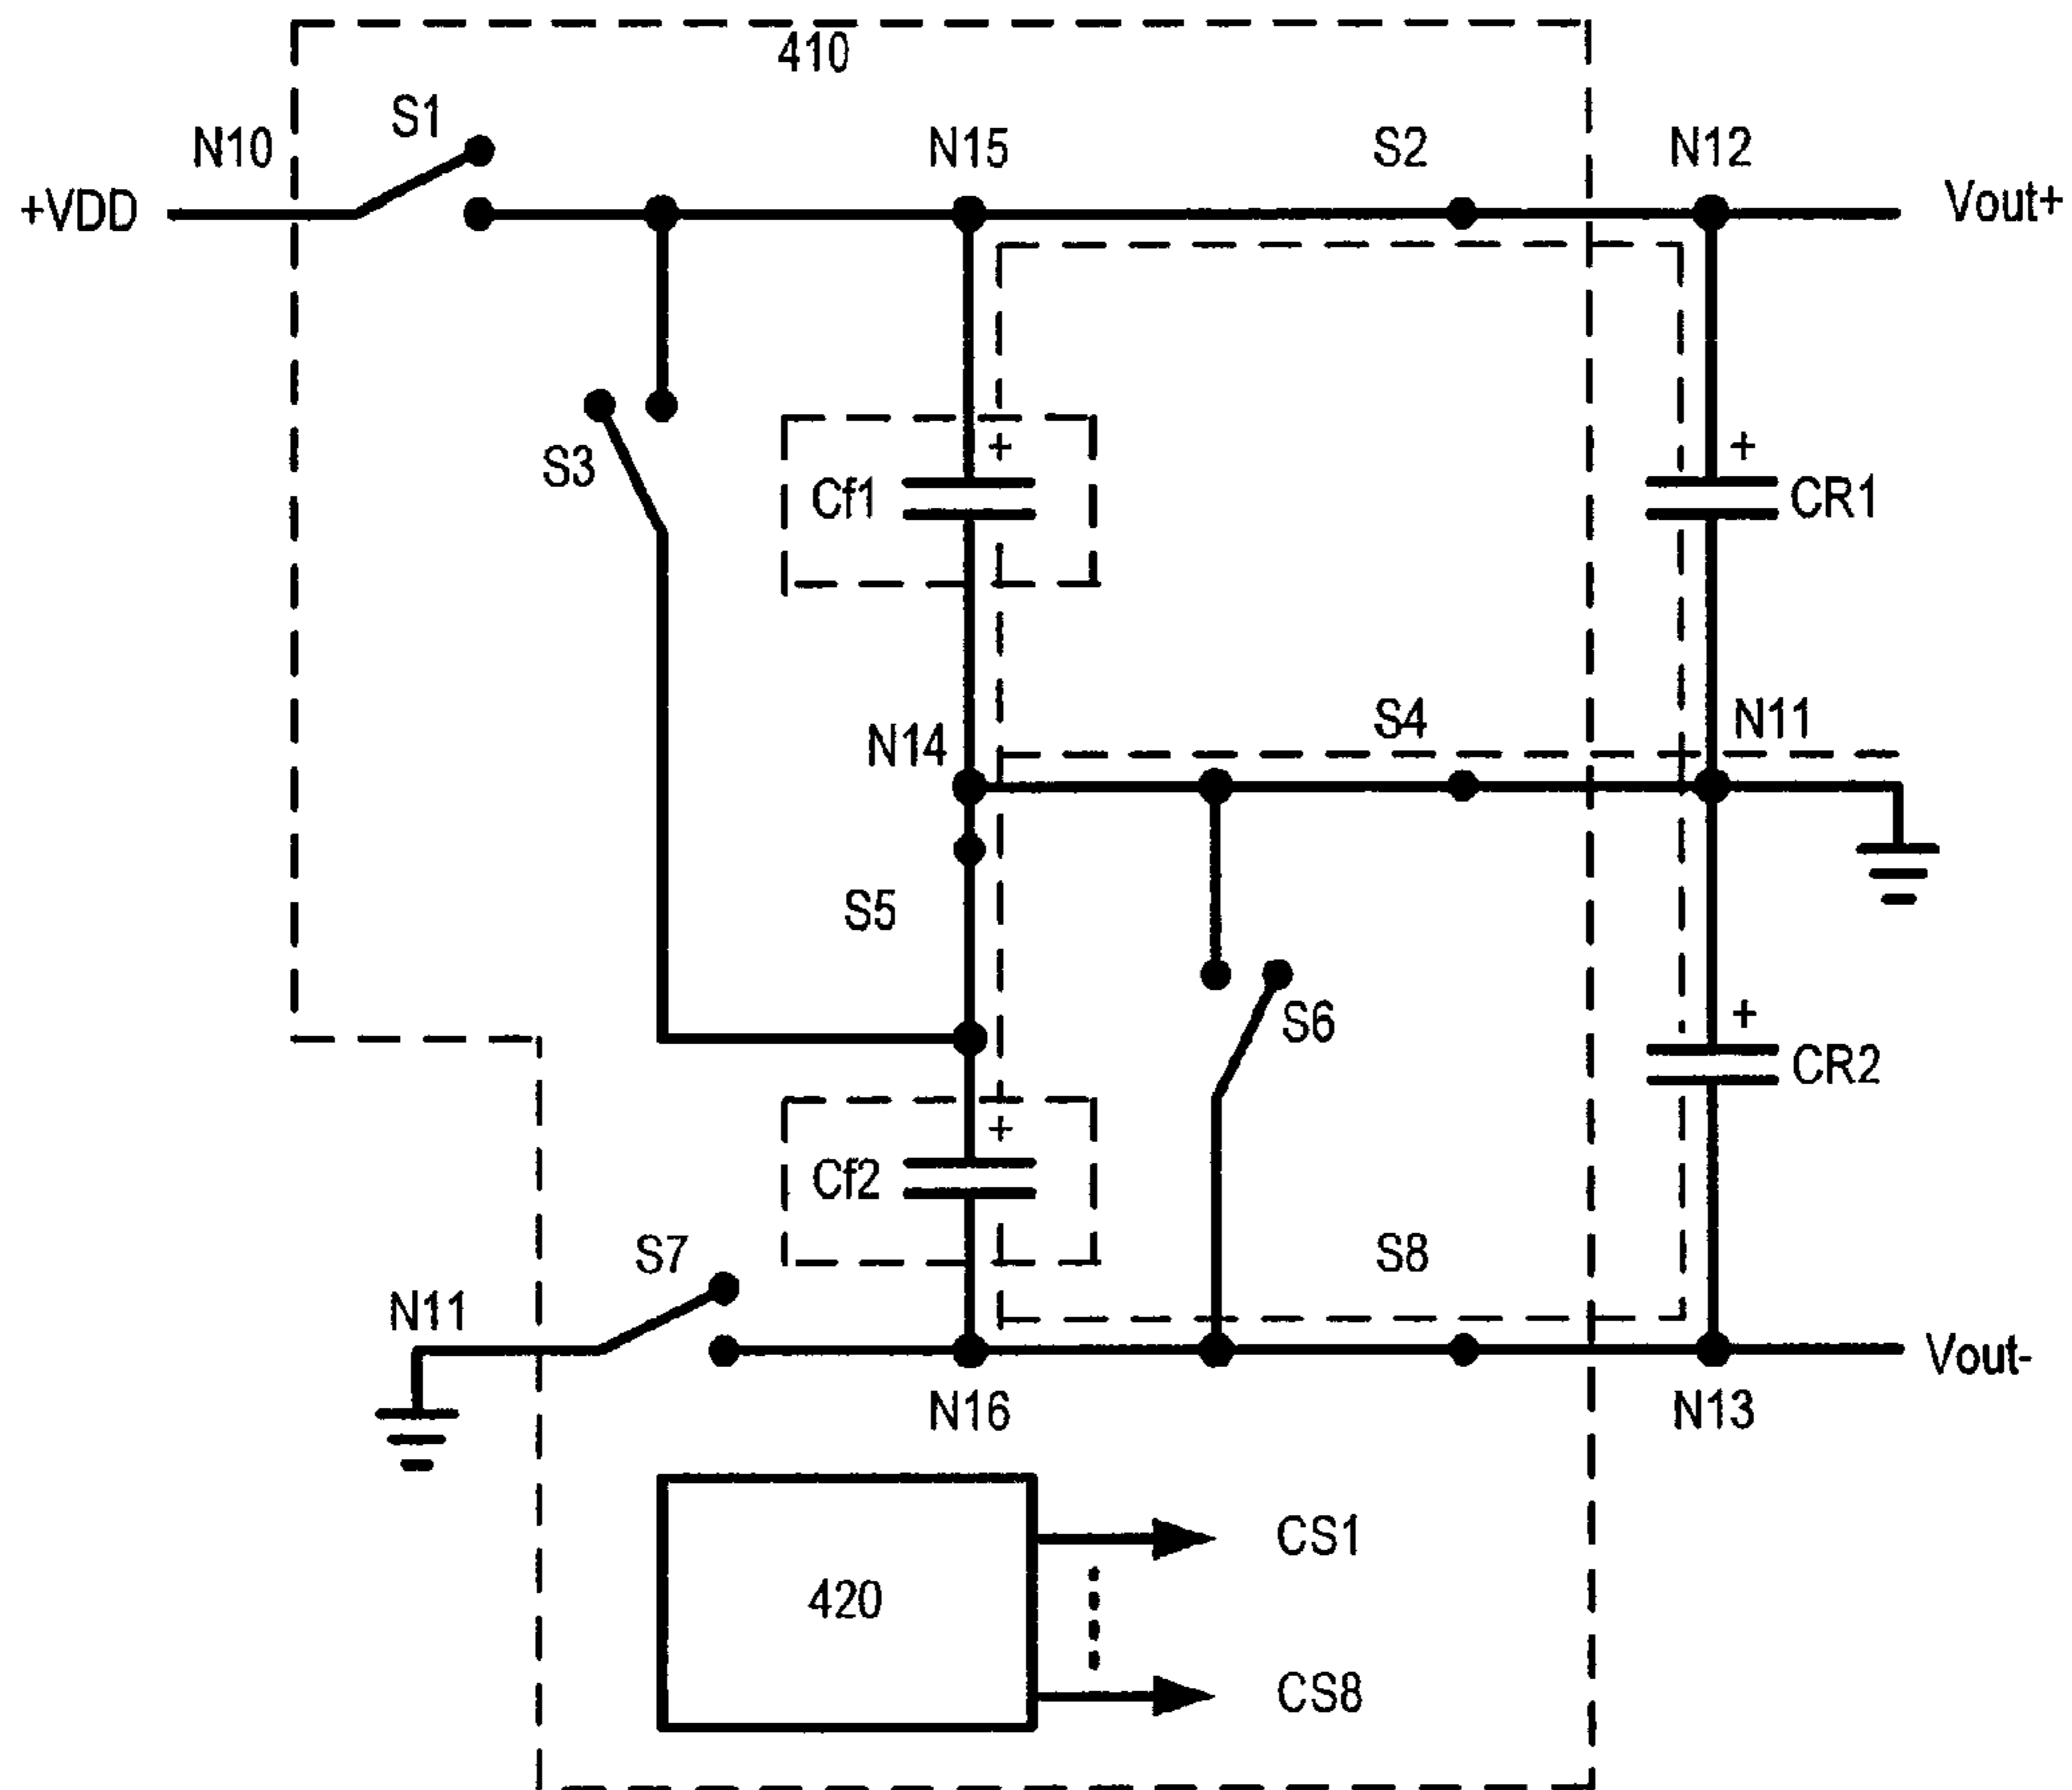 410
S1
N10
N15
S2
N12
+VDD
Vout+
+
+
S3
Cf1
CR1
N14
S4
N11
S5
S6
+
CR2
+
Cf2
S7
S8
N11
Vout-
N16
N13
CS1
420
CS8